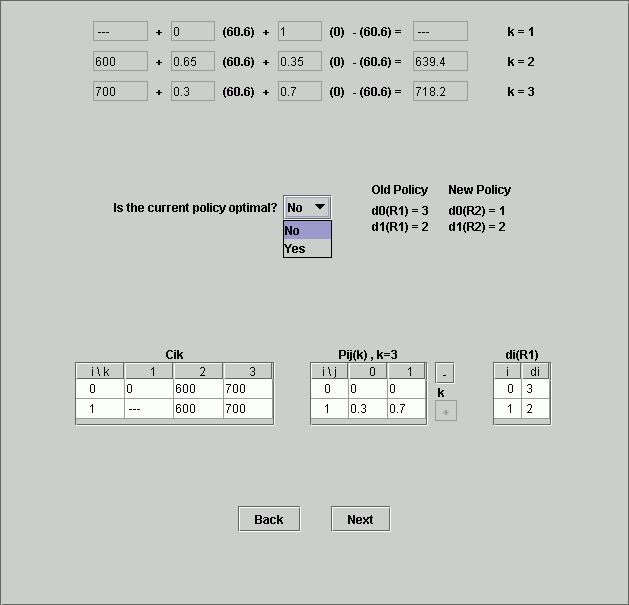 --- + 0 (60.6) + 1 (0) - (60.6) = --- k = 1
600 + 0.65 (60.6) + 0.35 (0) - (60.6) = 639.4 k = 2
700 + 0.3 (60.6) + 0.7 (0) - (60.6) = 718.2 k = 3
Old Policy New Policy
Is the current policy optimal? No
d0(R1) = 3 d0(R2) = 1
d1(R1) = 2 d1(R2) = 2
No
Yes
Cik Pij(k) , k=3 di(R1)
i \ k 1 2 3 i \ j 0 1 - i di
0 0 600 700 0 0 0 k 0 3
1 --- 600 700 1 0.3 0.7 + 1 2
Back Next